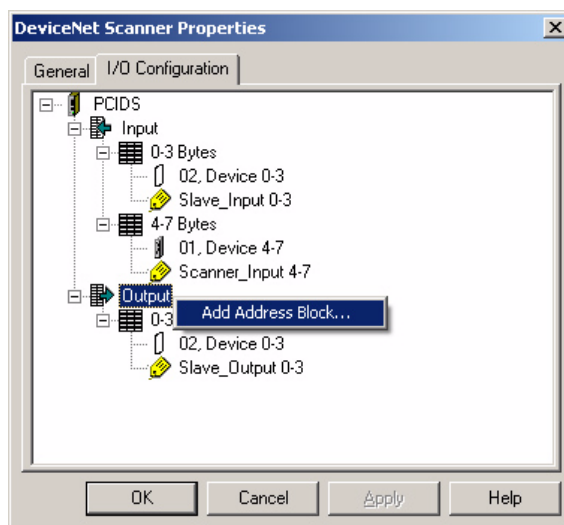 DeviceNet Scanner Properties
General I/O Configuration
PCIDS
Input
0-3 Bytes
02, Device 0-3
Slave_Input 0-3
4-7 Bytes
01, Device 4-7
Scanner_Input 4-7
Output
Add Address Block...
0-3
02, Device 0-3
Slave_Output 0-3
OK Cancel Apply Help